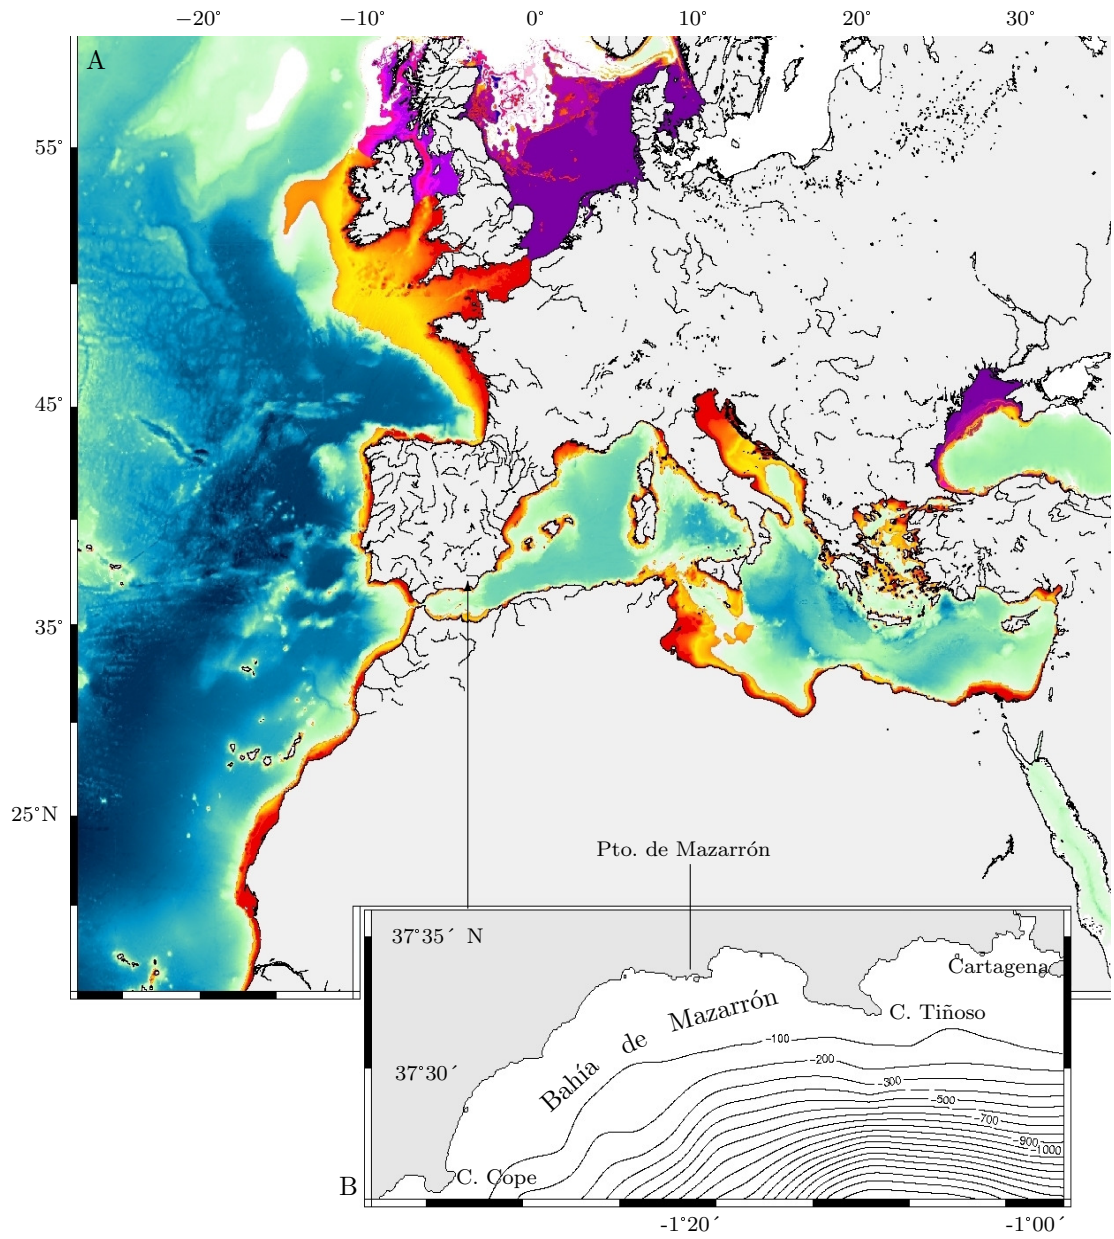 −20° −10° 0° 10° 20° 30°
A
55°
45°
35°
25°N
Pto. de Mazarrón
37°35´ N
Cartagena
Bahía de Mazarrón
C. Tiñoso
-100
-200
37°30´
-300
-500
-700
-900
-1000
C. Cope
B
-1°20´ -1°00´